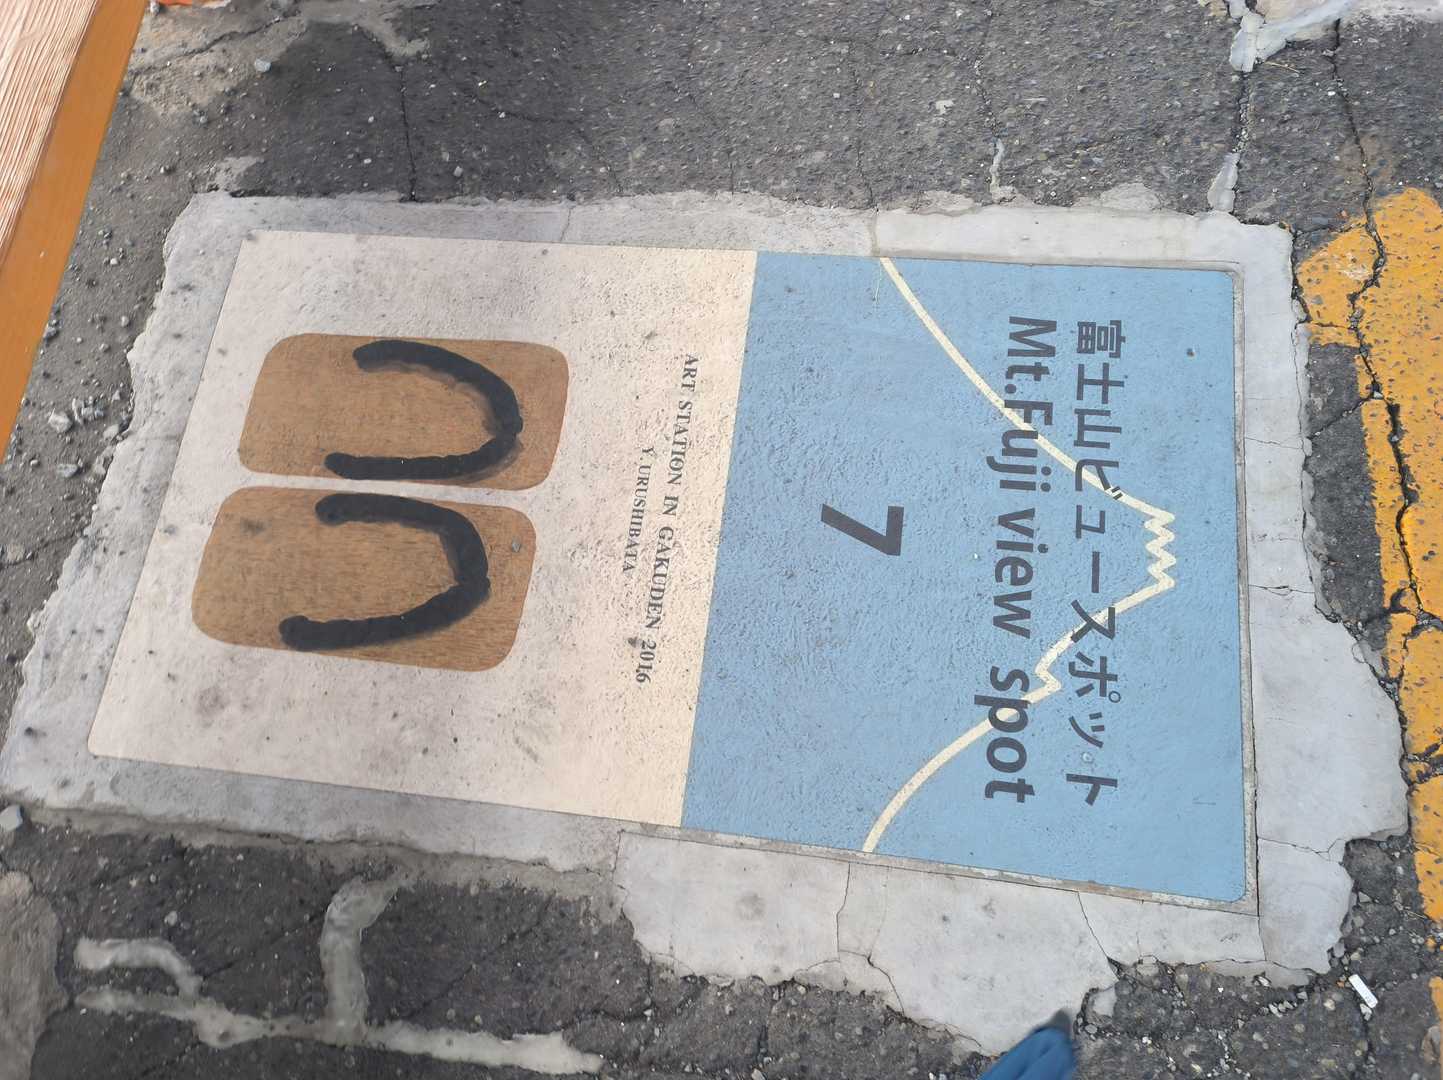 富士山ビュースポット
Mt.Fuji view spot
7
ART STATION IN GAKUDEN 2016
Y. URUSHIBATA